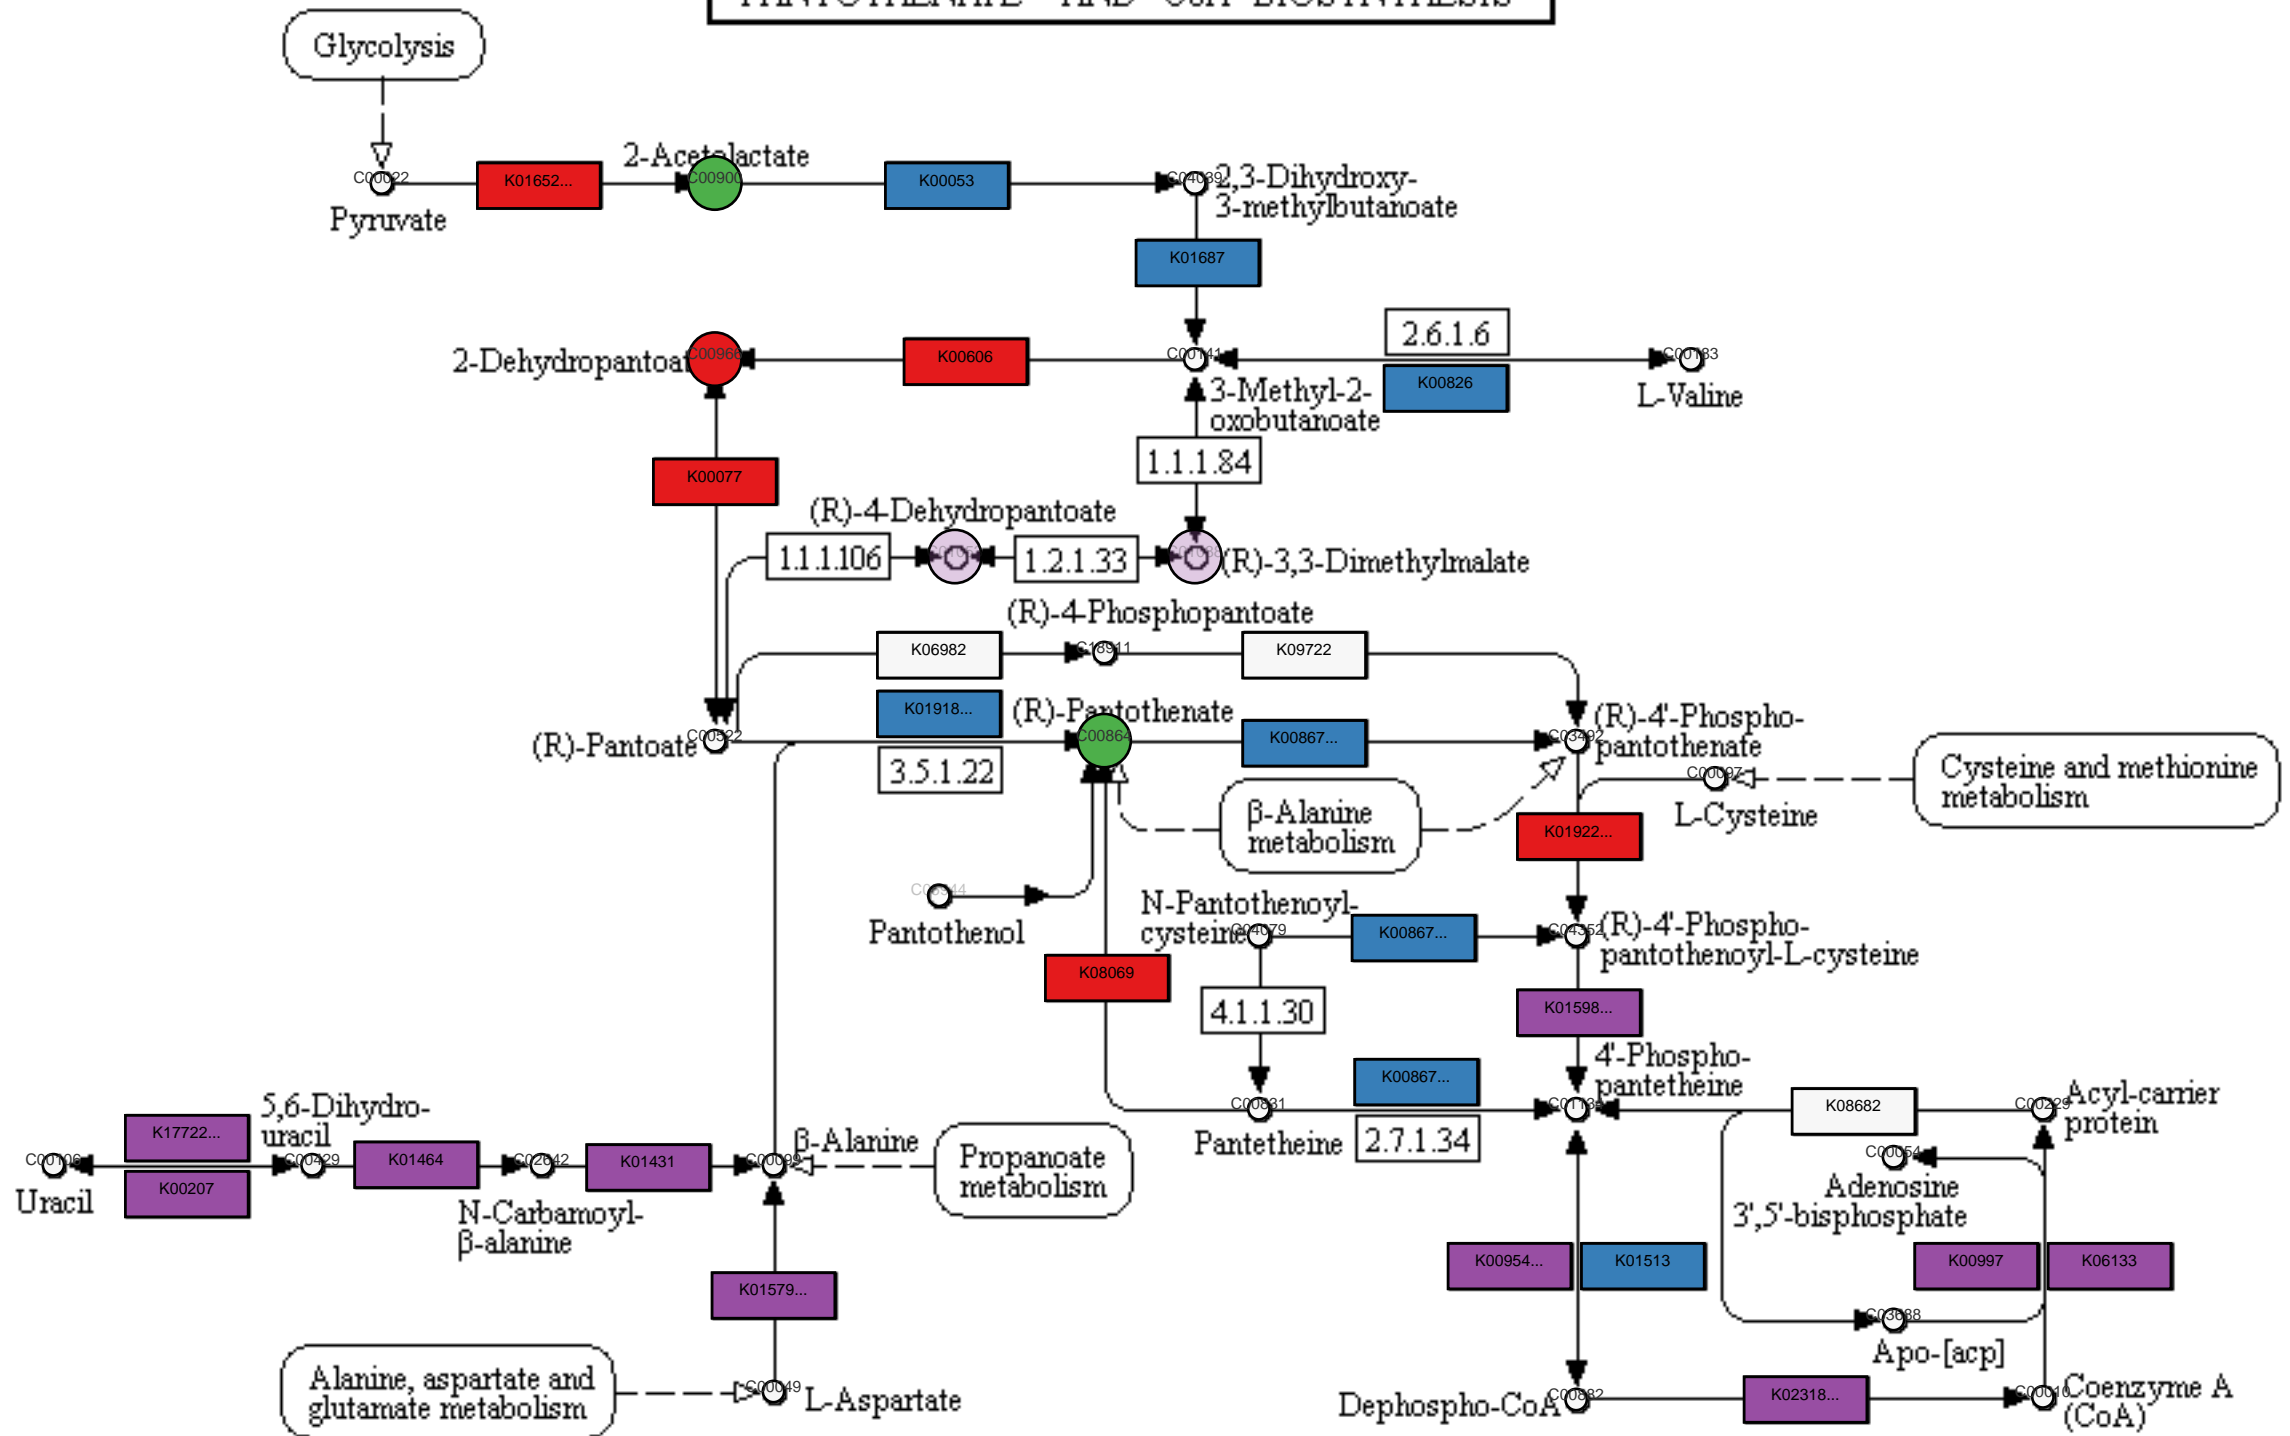 PANTOTHENATE AND CoA BIOSYNTHESIS
Glycolysis
2-Acetolactate
C00022
K01652...
C00900
K00053
C04039
2,3-Dihydroxy-
3-methylbutanoate
Pyruvate
K01687
2.6.1.6
2-Dehydropantoat
C00966
K00606
C00141
C00183
K00826
3-Methyl-2-
oxobutanoate
L-Valine
1.1.1.84
K00077
(R)-4-Dehydropantoate
1.1.1.106
1.2.1.33
(R)-3,3-Dimethylmalate
(R)-4-Phosphopantoate
K06982
C18911
K09722
K01918...
(R)-Pantothenate
(R)-4'-Phospho-
pantothenate
(R)-Pantoate
C00522
C00864
K00867...
C03492
3.5.1.22
Cysteine and methionine
metabolism
C00097
L-Cysteine
β-Alanine
metabolism
K01922...
Pantothenol
N-Pantothenoyl-
cysteine
C04079
K00867...
C04352
(R)-4'-Phospho-
pantothenoyl-L-cysteine
K08069
4.1.1.30
K01598...
4'-Phospho-
pantetheine
K00867...
C00831
C01134
K08682
C00229
Acyl-carrier
protein
Pantetheine
2.7.1.34
5,6-Dihydro-
uracil
K17722...
C00106
C00429
K01464
C02642
K01431
C00099
β-Alanine
Propanoate
metabolism
K00207
Uracil
N-Carbamoyl-
β-alanine
C00054
Adenosine
3',5'-bisphosphate
K00954...
K01513
K00997
K06133
K01579...
C03688
Apo-[acp]
Alanine, aspartate and
glutamate metabolism
C00049
L-Aspartate
Dephospho-CoA
C00882
K02318...
C00010
Coenzyme A
(CoA)